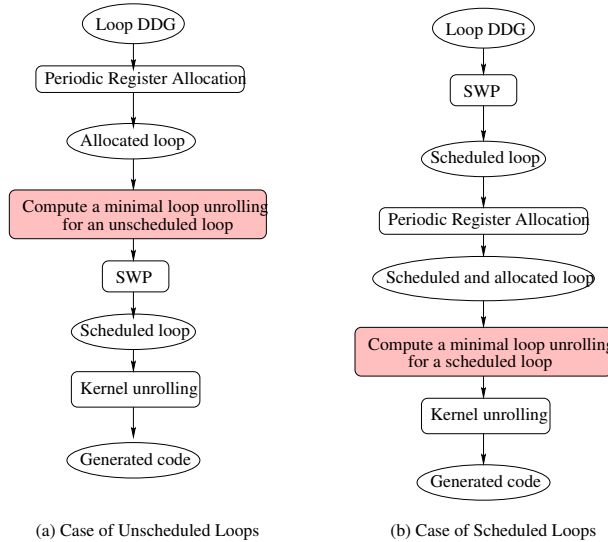 Loop DDG
Periodic Register Allocation
Allocated loop
Compute a minimal loop unrolling
for an unscheduled loop
SWP
Scheduled loop
Kernel unrolling
Generated code
(a) Case of Unscheduled Loops
Loop DDG
SWP
Scheduled loop
Periodic Register Allocation
Scheduled and allocated loop
Compute a minimal loop unrolling
for a scheduled loop
Kernel unrolling
Generated code
(b) Case of Scheduled Loops